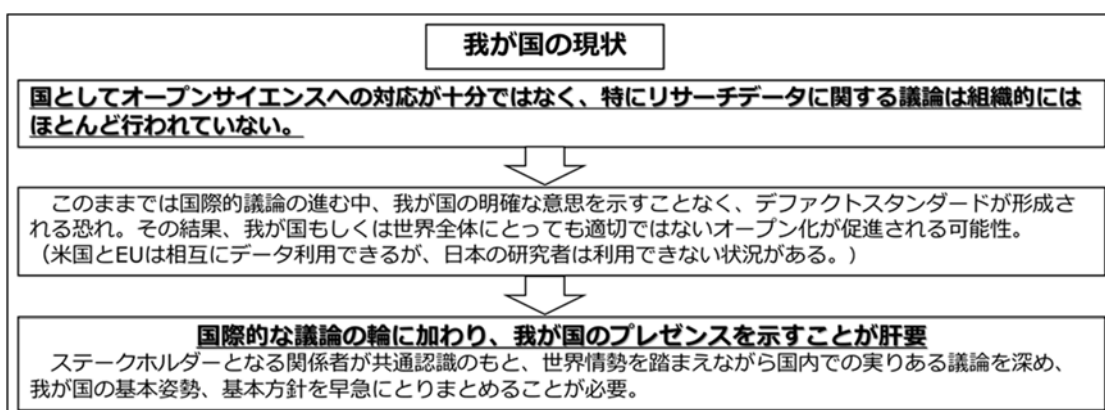 我が国の現状
国としてオープンサイエンスへの対応が十分ではなく、特にリサーチデータに関する議論は組織的には
ほとんど行われていない。
このままでは国際的議論の進む中、我が国の明確な意思を示すことなく、デファクトスタンダードが形成さ
れる恐れ。その結果、我が国もしくは世界全体にとっても適切ではないオープン化が促進される可能性。
（米国とEUは相互にデータ利用できるが、日本の研究者は利用できない状況がある。）
国際的な議論の輪に加わり、我が国のプレゼンスを示すことが肝要
ステークホルダーとなる関係者が共通認識のもと、世界情勢を踏まえながら国内での実りある議論を深め、
我が国の基本姿勢、基本方針を早急にとりまとめることが必要。